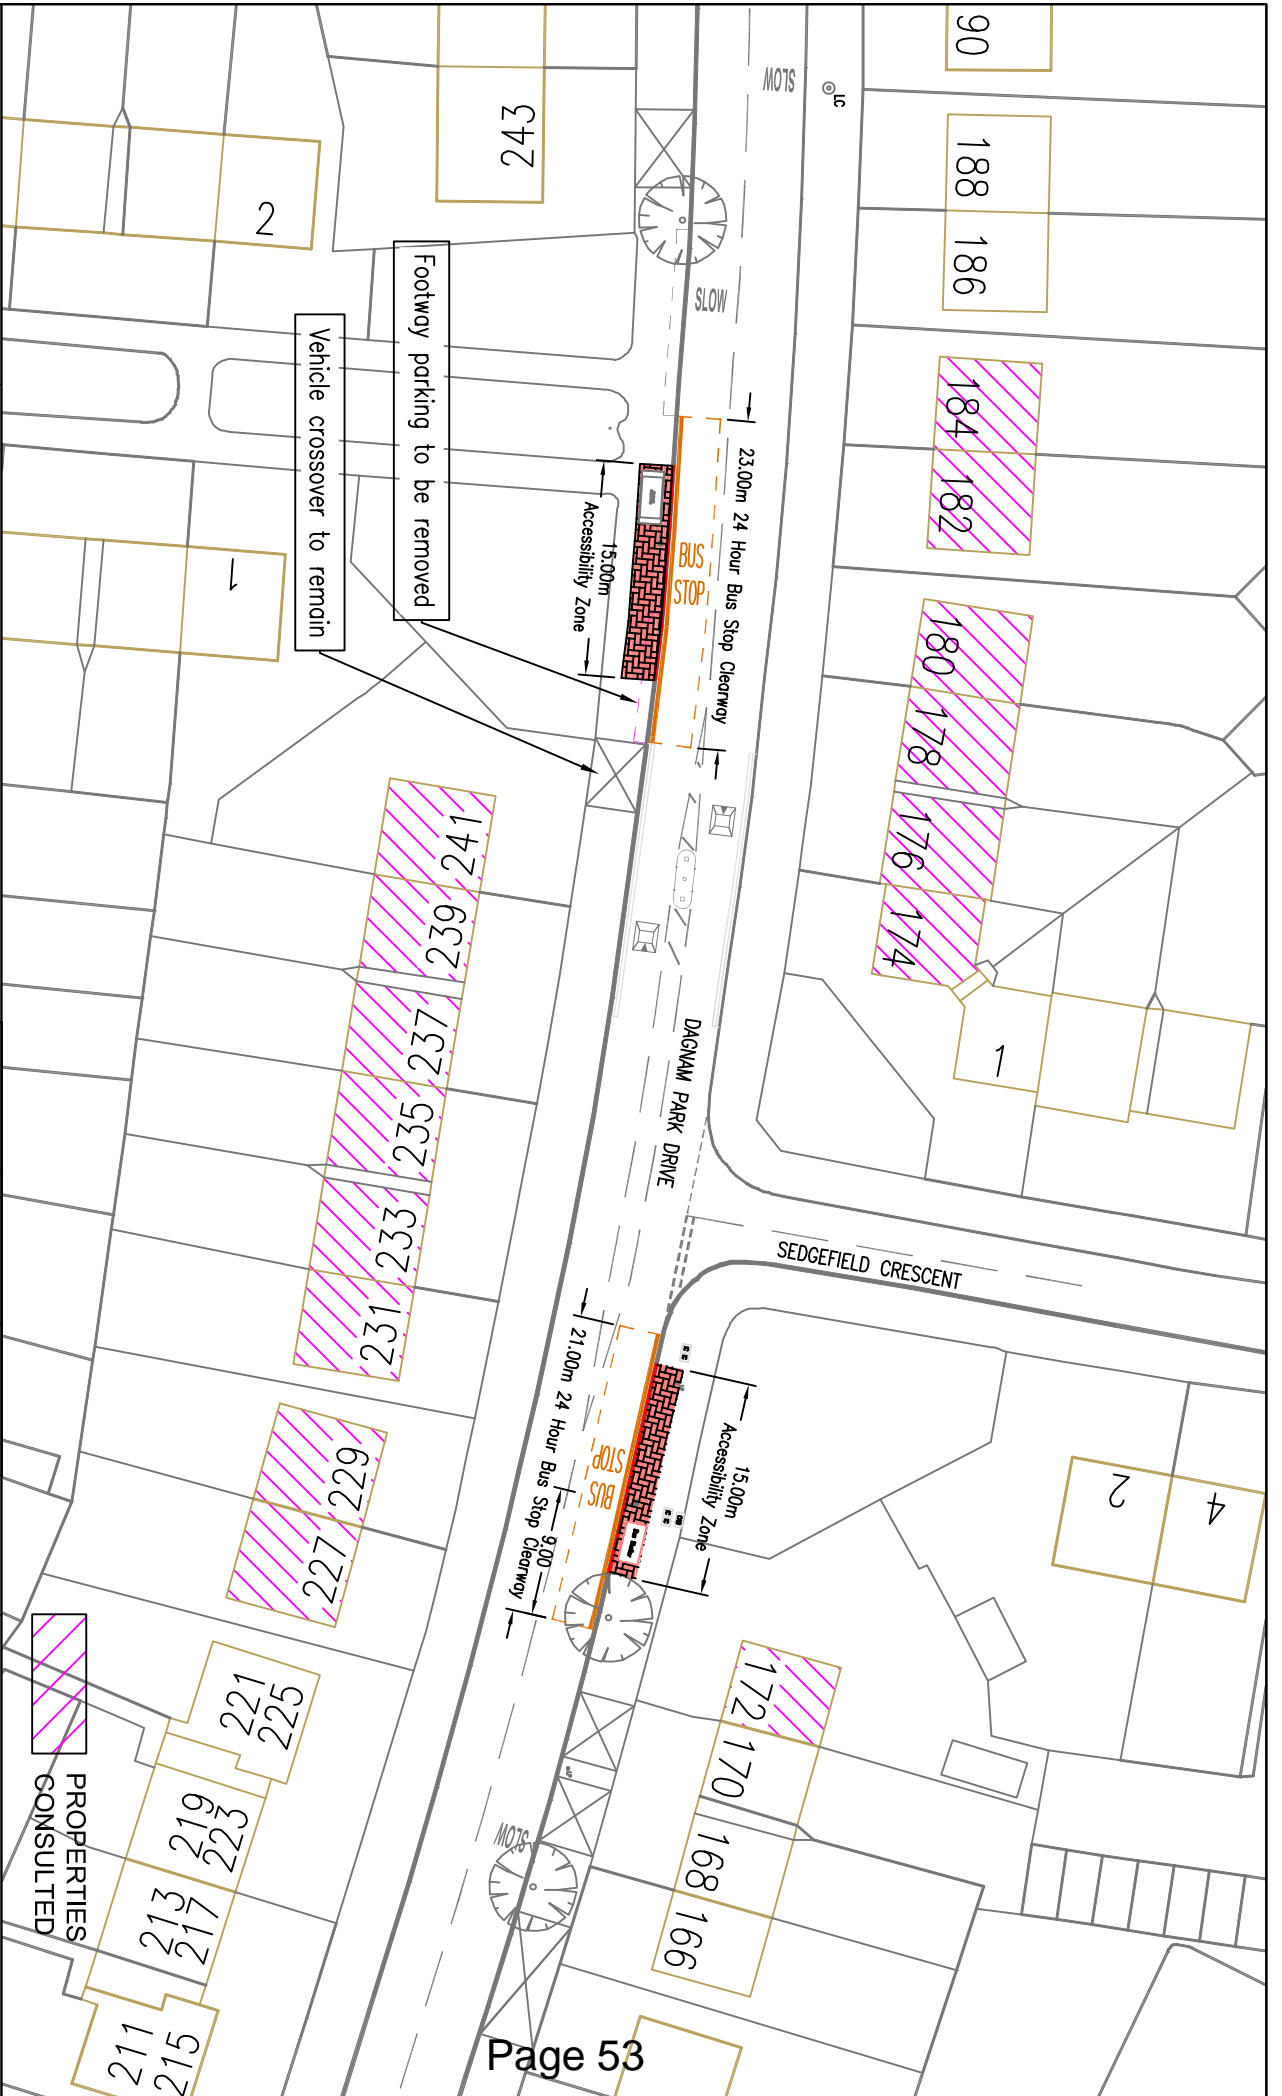 90
188
186
184
182
180
178
176
174
1
LC
SLOW
SLOW
243
2
1
Footway parking to be removed
Vehicle crossover to remain
23.00m 24 Hour Bus Stop Clearway
BUS
STOP
15.00m
Accessibility Zone
DAGNAM PARK DRIVE
SEDGEFIELD CRESCENT
241
239
237
235
233
231
229
227
221
225
219
223
213
217
211
215
21.00m 24 Hour Bus Stop Clearway
9.00
BUS
STOP
15.00m
Accessibility Zone
Bus Shelter
2
4
172
170
168
166
SLOW
PROPERTIES
CONSULTED
Page 53